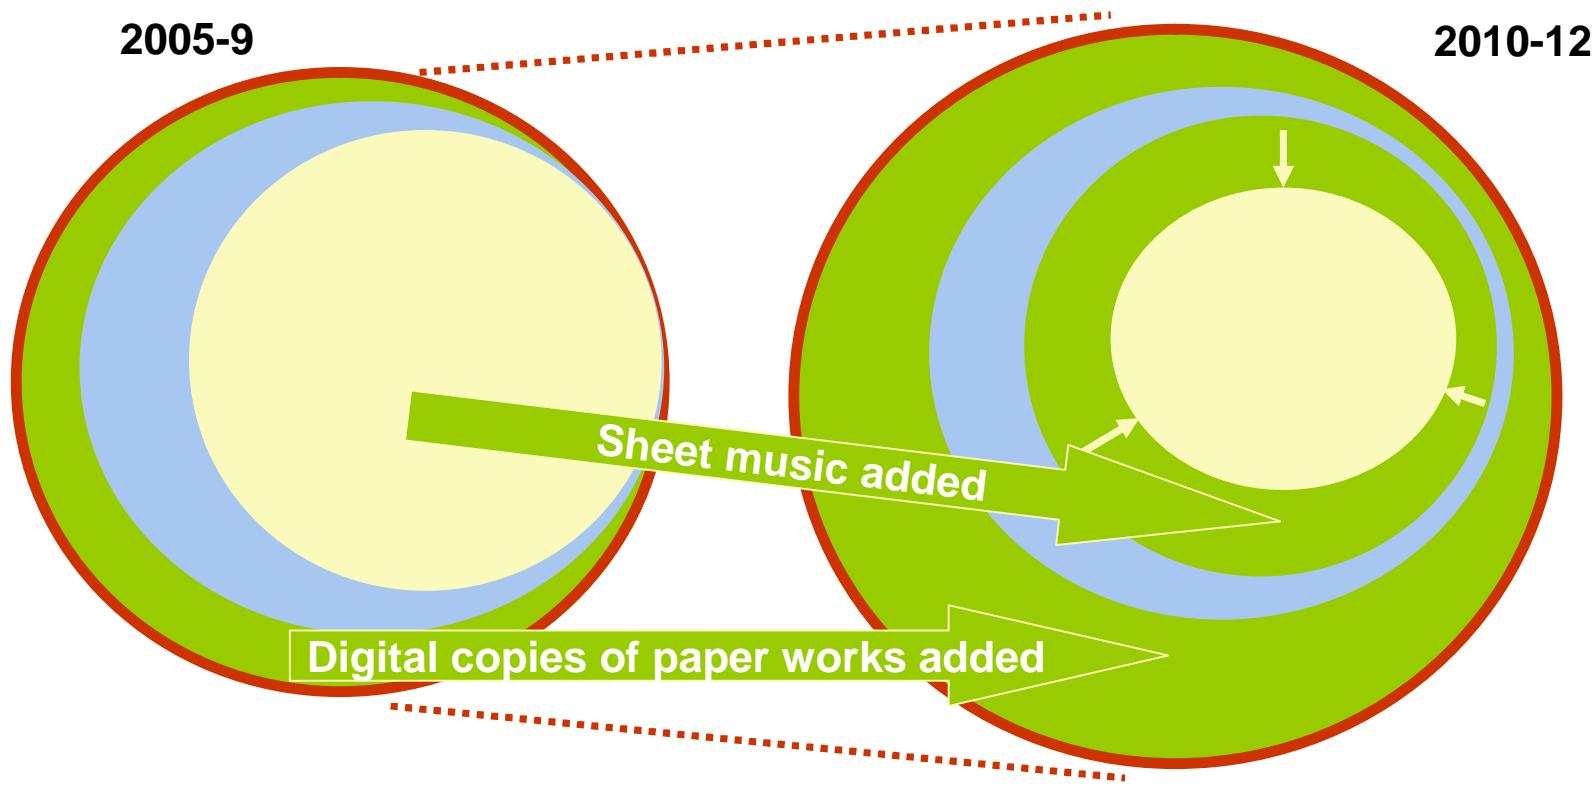 2005-9
2010-12
Sheet music added
Digital copies of paper works added